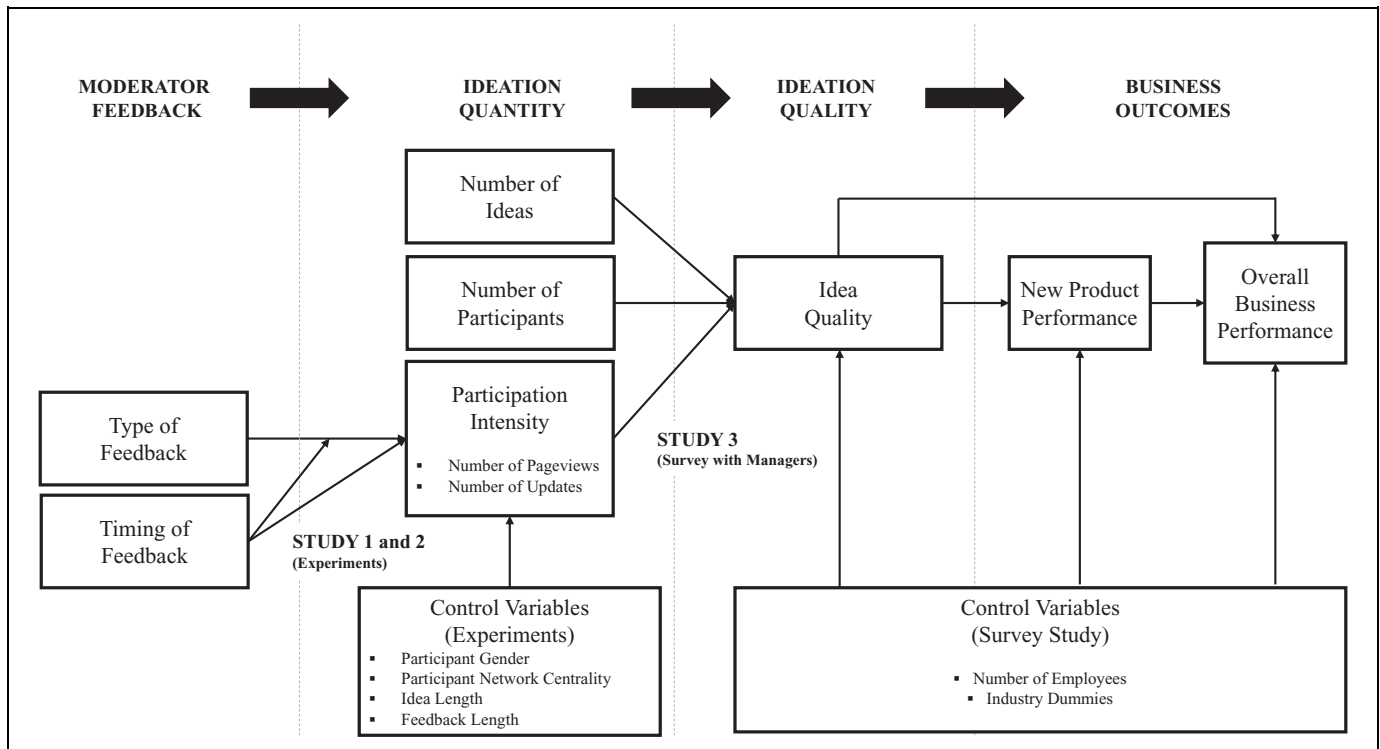 MODERATOR
FEEDBACK
IDEATION
QUANTITY
IDEATION
QUALITY
BUSINESS
OUTCOMES
Number of
Ideas
Number of
Participants
Participation
Intensity
▪ Number of Pageviews
▪ Number of Updates
Type of
Feedback
Timing of
Feedback
STUDY 1 and 2
(Experiments)
Control Variables
(Experiments)
▪ Participant Gender
▪ Participant Network Centrality
▪ Idea Length
▪ Feedback Length
STUDY 3
(Survey with Managers)
Idea
Quality
New Product
Performance
Overall
Business
Performance
Control Variables
(Survey Study)
▪ Number of Employees
▪ Industry Dummies